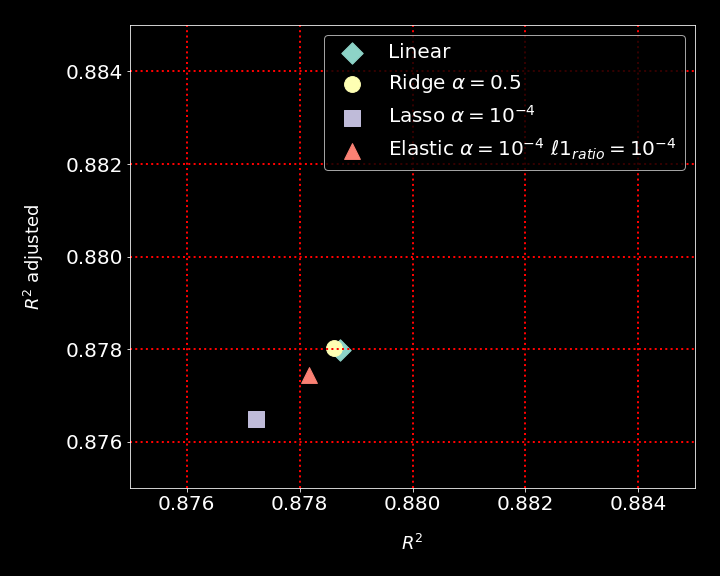 Linear
Ridge α = 0.5
Lasso α = 10⁻⁴
Elastic α = 10⁻⁴ ℓ1ᵣₐₜᵢₒ = 10⁻⁴
R² adjusted
0.884
0.882
0.880
0.878
0.876
0.876 0.878 0.880 0.882 0.884
R²